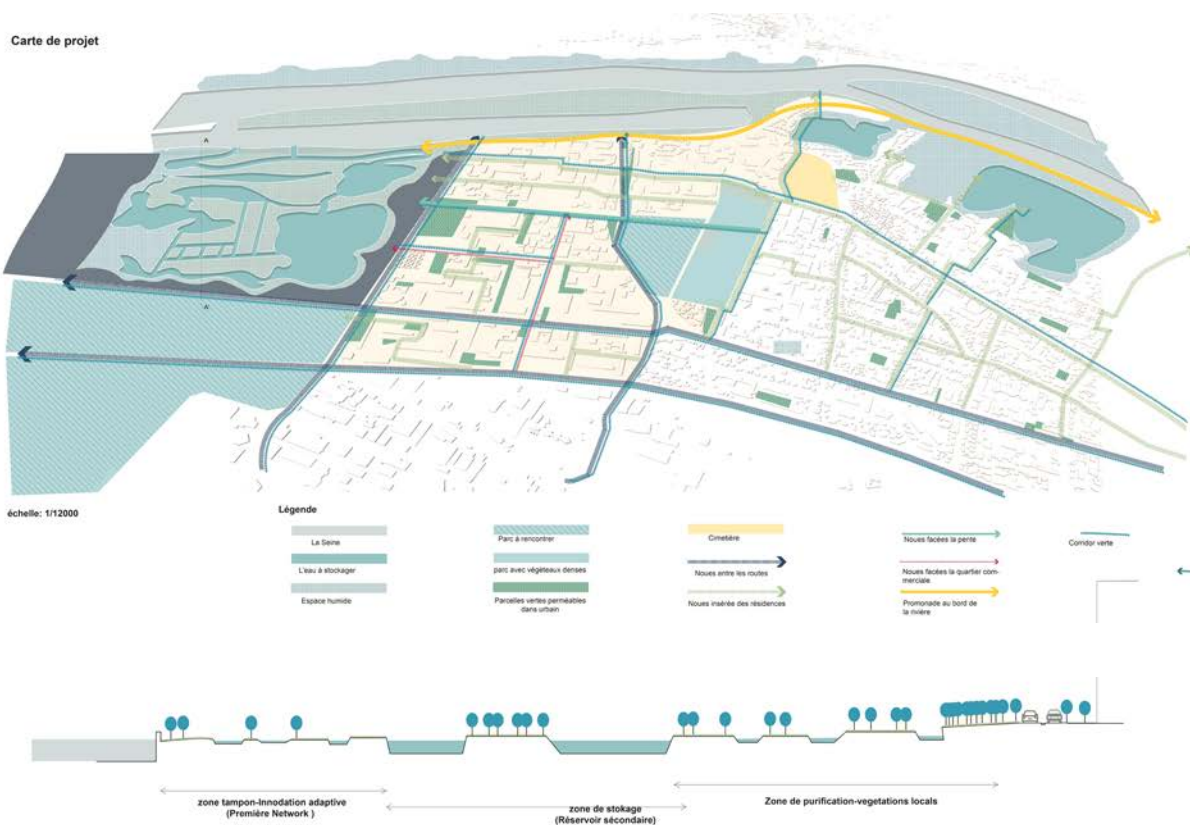 Carte de projet
A
A'
échelle: 1/12000
Légende
La Seine
L'eau à stockager
Espace humide
Parc à rencontrer
parc avec végéteaux denses
Parcelles vertes perméables
dans urbain
Cimetière
Noues entre les routes
Noues insérée des résidences
Noues facées la pente
Noues facées la quartier com-
merciale
Promonade au bord de
la rivière
Corridor verte
zone tampon-Innodation adaptive
(Première Network )
zone de stokage
(Réservoir sécondaire)
Zone de purification-vegetations locals